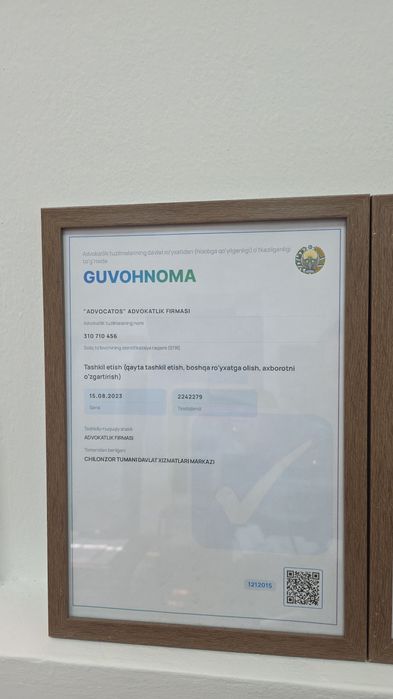 Advokatlik tuzilmalarining davlat ro'yxatidan (hisobga qo'yilganligi) o'tkazilganligi
to'g'risida
GUVOHNOMA
"ADVOCATOS" ADVOKATLIK FIRMASI
Advokatlik tuzilmasining nomi
310 710 456
Soliq to'lovchining identifikatsiya raqami (STIR)
Tashkil etish (qayta tashkil etish, boshqa ro'yxatga olish, axborotni
o'zgartirish)
15.08.2023
Sana
2242279
Tashkiliy-huquqiy shakli
ADVOKATLIK FIRMASI
Tomonidan berilgan
CHILONZOR TUMANI DAVLAT XIZMATLARI MARKAZI
1212015